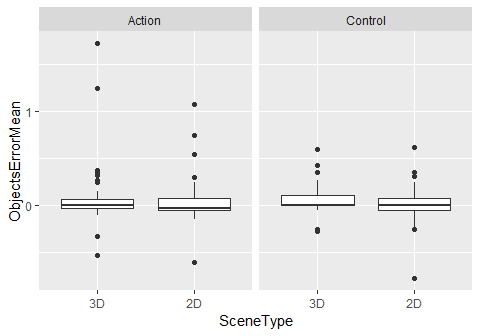 Action
Control
ObjectsErrorMean
1
0
3D
2D
3D
2D
SceneType